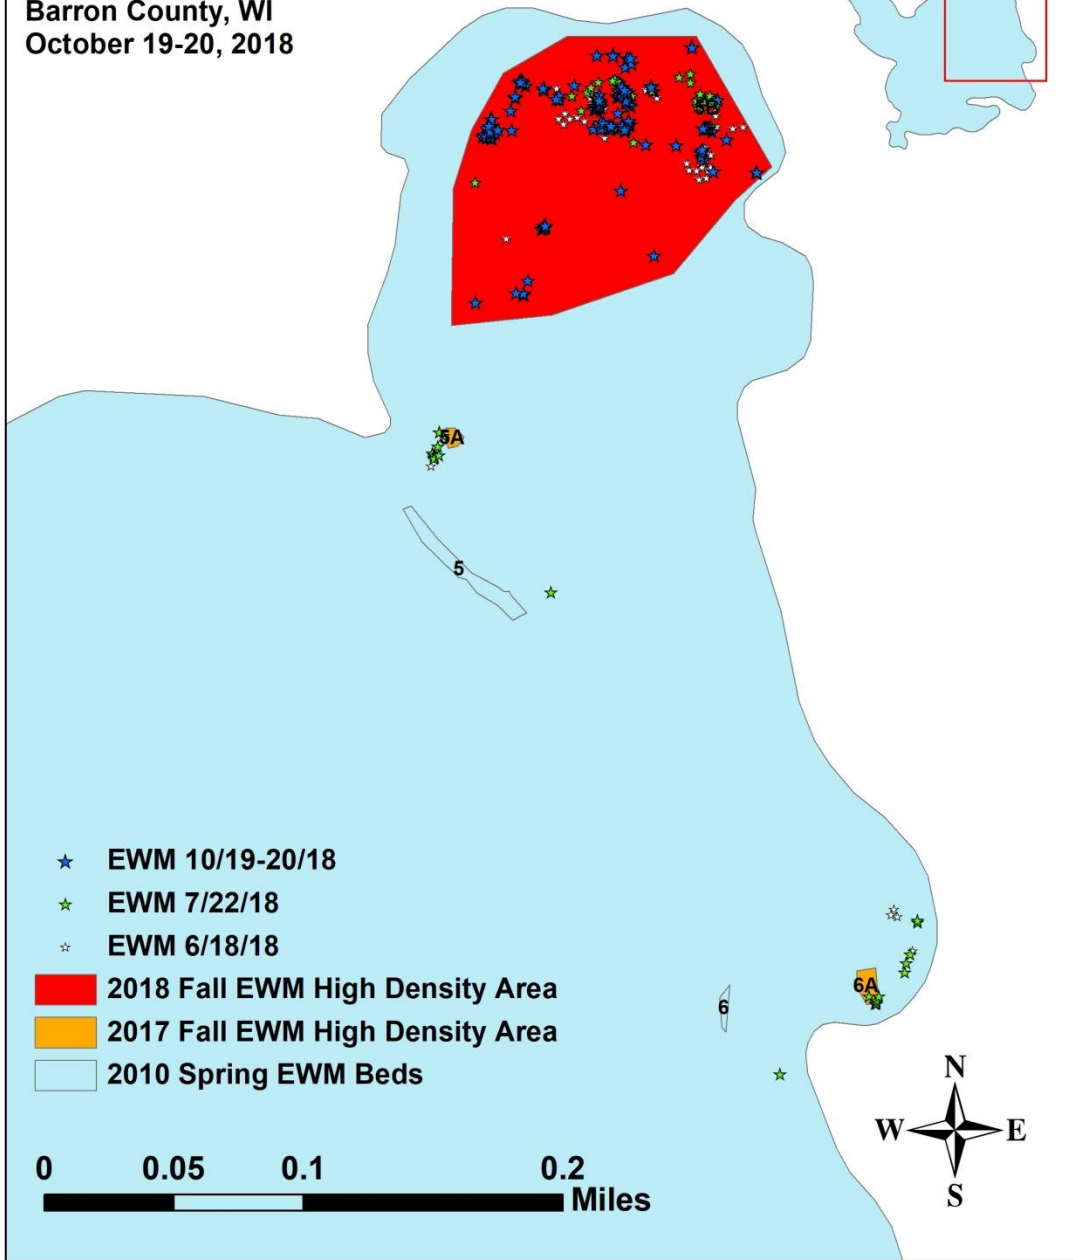 Barron County, WI
October 19-20, 2018
5B
5A
5
EWM 10/19-20/18
EWM 7/22/18
EWM 6/18/18
2018 Fall EWM High Density Area
6A
6
2017 Fall EWM High Density Area
2010 Spring EWM Beds
N
W E
S
0 0.05 0.1 0.2
Miles